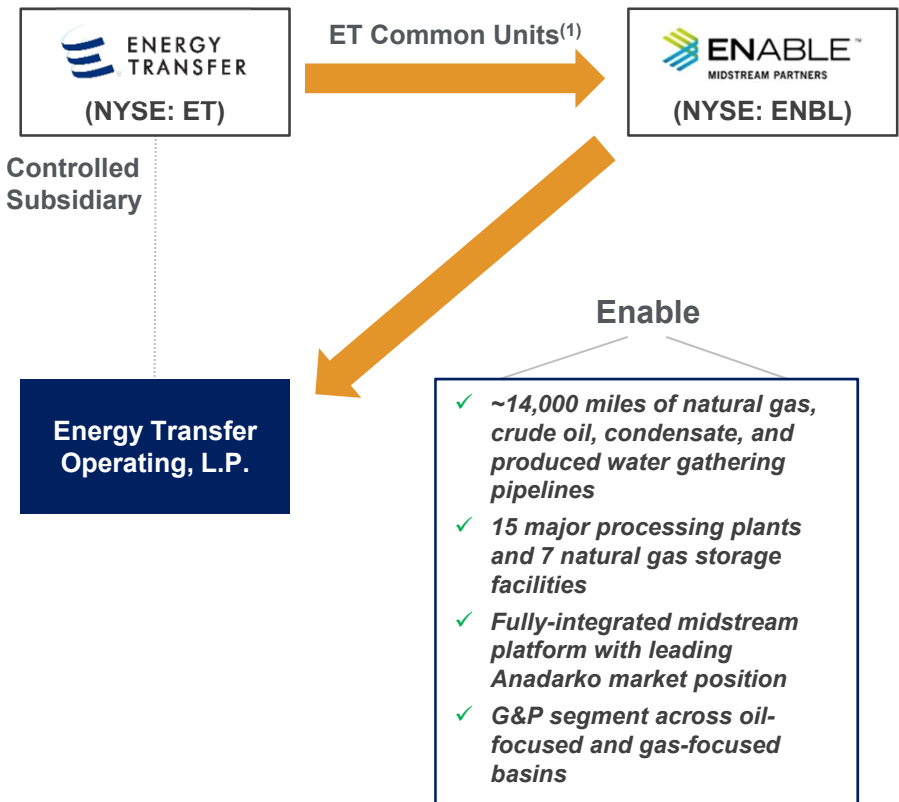 ENERGY
TRANSFER
(NYSE: ET)
ET Common Units(1)
ENABLE™
MIDSTREAM PARTNERS
(NYSE: ENBL)
Controlled
Subsidiary
Energy Transfer
Operating, L.P.
Enable
✓ ~14,000 miles of natural gas,
crude oil, condensate, and
produced water gathering
pipelines
✓ 15 major processing plants
and 7 natural gas storage
facilities
✓ Fully-integrated midstream
platform with leading
Anadarko market position
✓ G&P segment across oil-
focused and gas-focused
basins